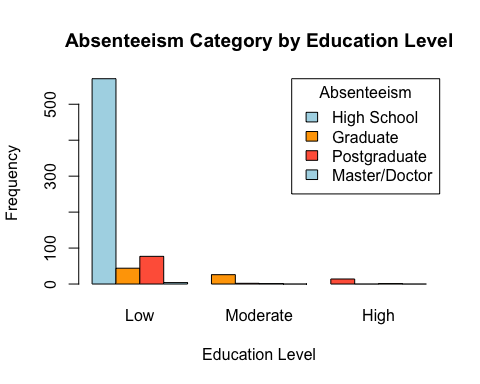 Absenteeism Category by Education Level
Absenteeism
High School
Graduate
Postgraduate
Master/Doctor
Frequency
500
300
100
0
Low Moderate High
Education Level